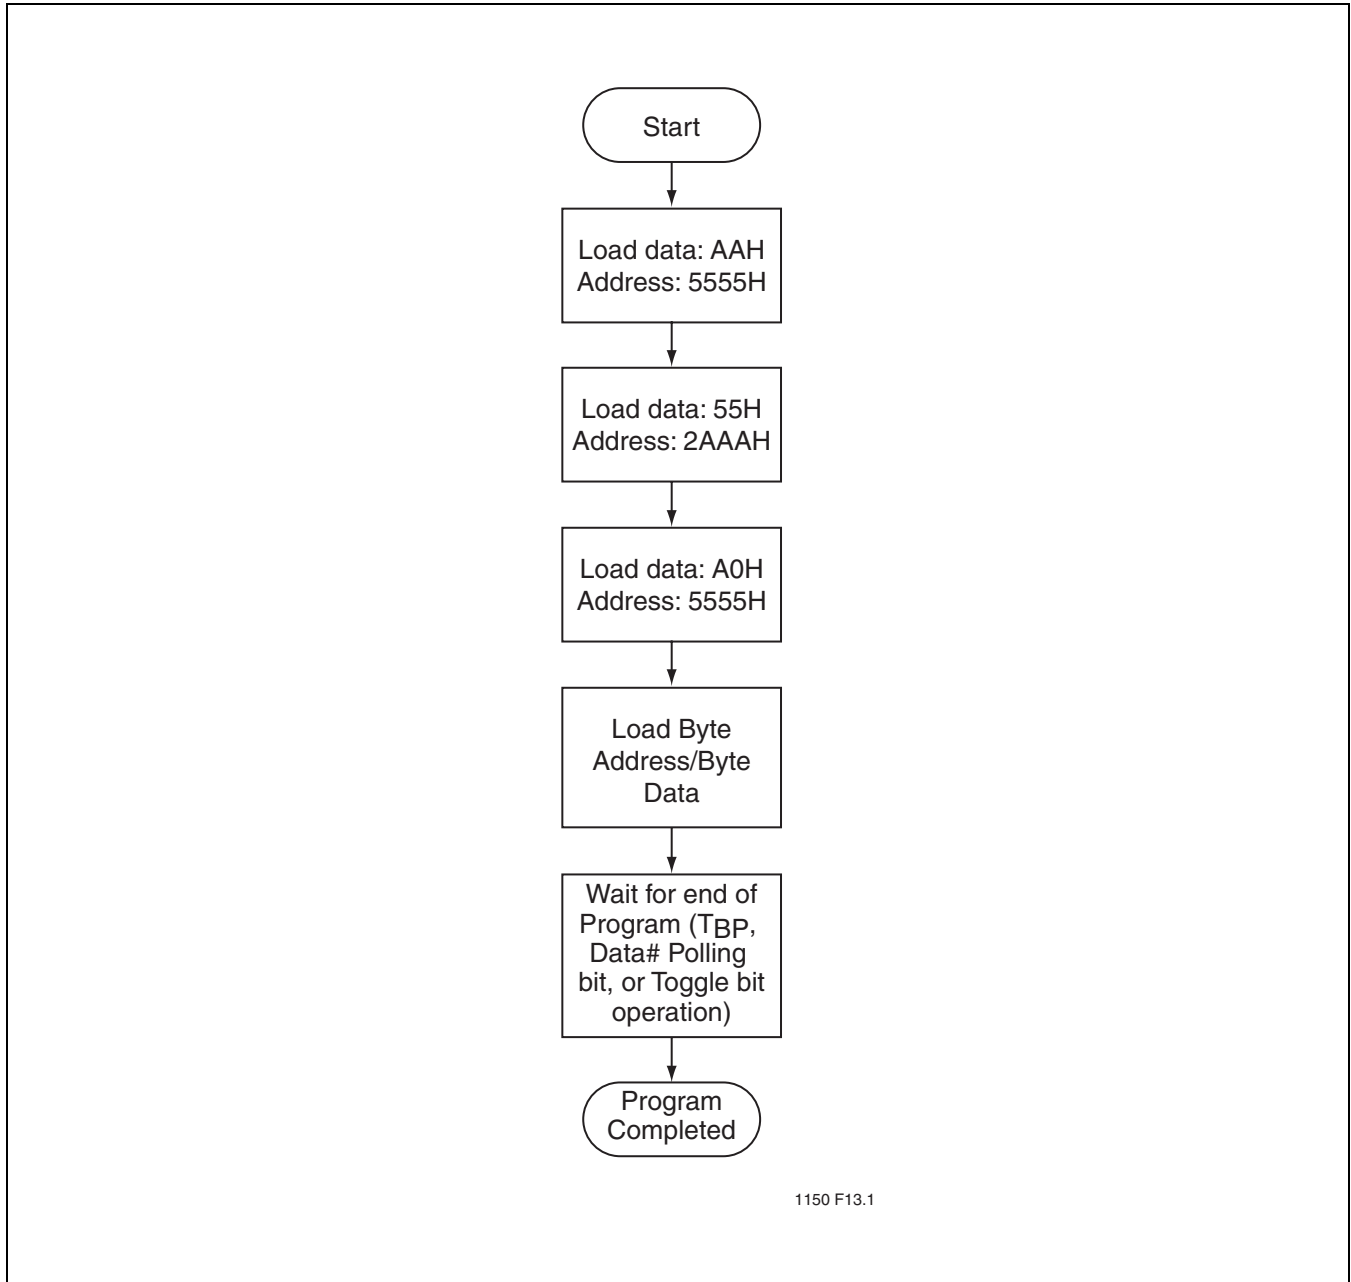 Start
Load data: AAH
Address: 5555H
Load data: 55H
Address: 2AAAH
Load data: A0H
Address: 5555H
Load Byte
Address/Byte
Data
Wait for end of
Program (TBP,
Data# Polling
bit, or Toggle bit
operation)
Program
Completed
1150 F13.1